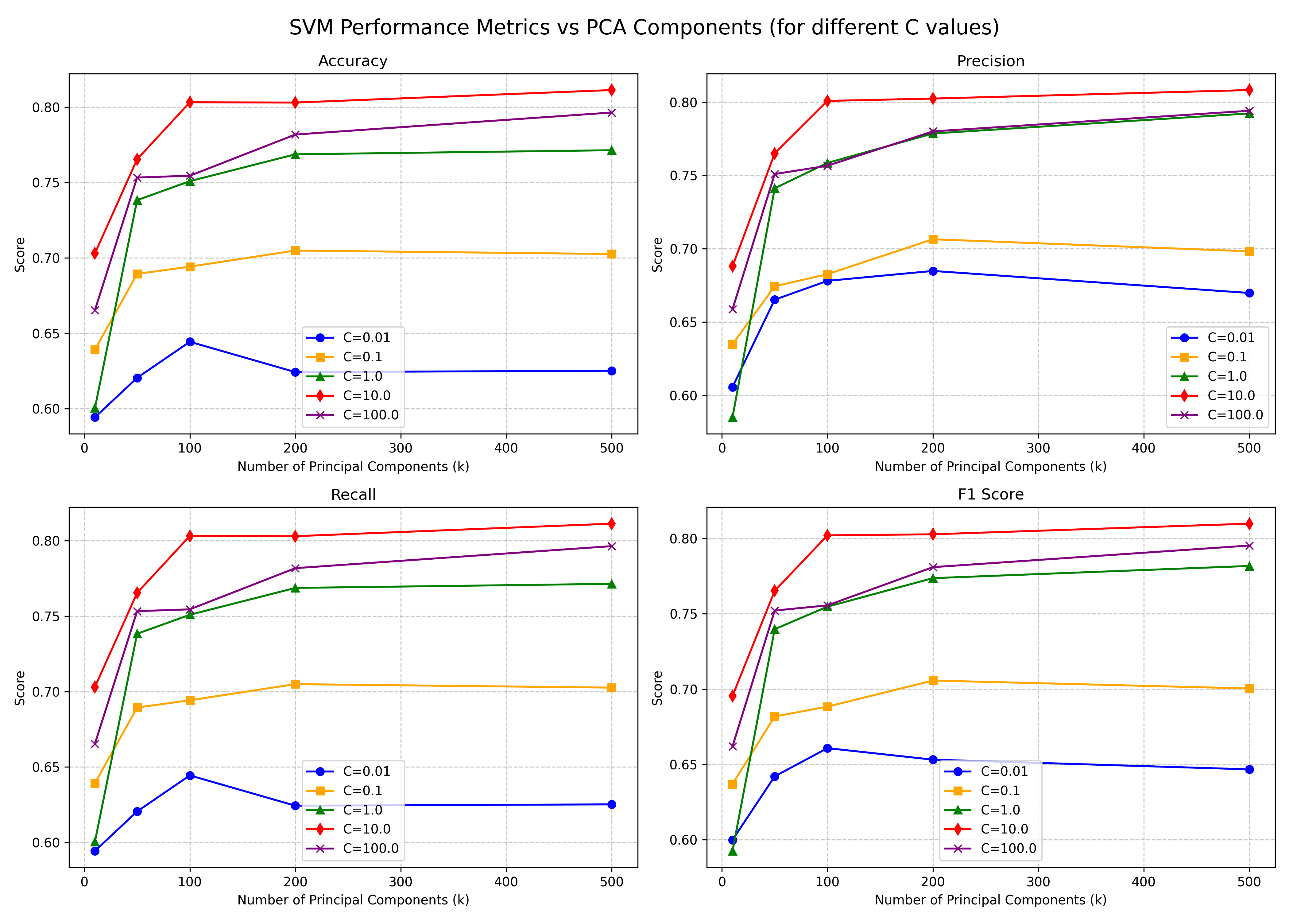 SVM Performance Metrics vs PCA Components (for different C values)
Accuracy
Score
0.80
0.75
0.70
0.65
0.60
C=0.01
C=0.1
C=1.0
C=10.0
C=100.0
0 100 200 300 400 500
Number of Principal Components (k)
Precision
Score
0.80
0.75
0.70
0.65
0.60
C=0.01
C=0.1
C=1.0
C=10.0
C=100.0
0 100 200 300 400 500
Number of Principal Components (k)
Recall
Score
0.80
0.75
0.70
0.65
0.60
C=0.01
C=0.1
C=1.0
C=10.0
C=100.0
0 100 200 300 400 500
Number of Principal Components (k)
F1 Score
Score
0.80
0.75
0.70
0.65
0.60
C=0.01
C=0.1
C=1.0
C=10.0
C=100.0
0 100 200 300 400 500
Number of Principal Components (k)